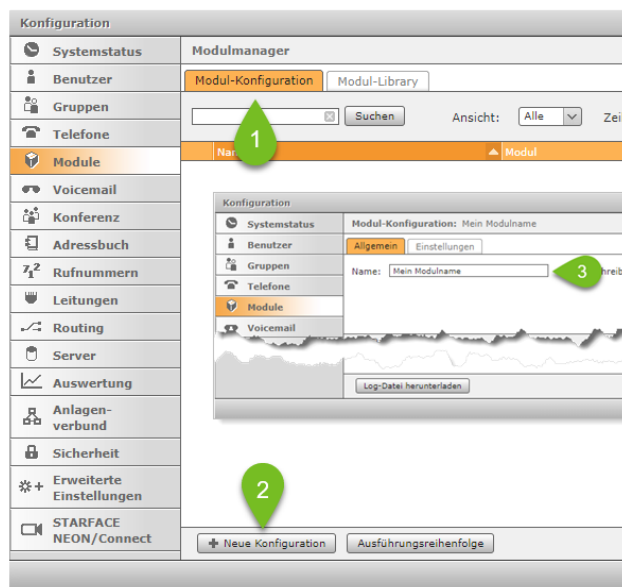 Konfiguration
Systemstatus
Benutzer
Gruppen
Telefone
Module
Voicemail
Konferenz
Adressbuch
Rufnummern
Leitungen
Routing
Server
Auswertung
Anlagen-
verbund
Sicherheit
Erweiterte
Einstellungen
STARFACE
NEON/Connect
Modulmanager
Modul-Konfiguration Modul-Library
Suchen Ansicht: Alle Zei
1
Modul
Konfiguration
Systemstatus
Benutzer
Gruppen
Telefone
Module
Voicemail
Modul-Konfiguration: Mein Modulname
Allgemein Einstellungen
Name: Mein Modulname 3 hreib
Log-Datei herunterladen
2
+ Neue Konfiguration Ausführungsreihenfolge